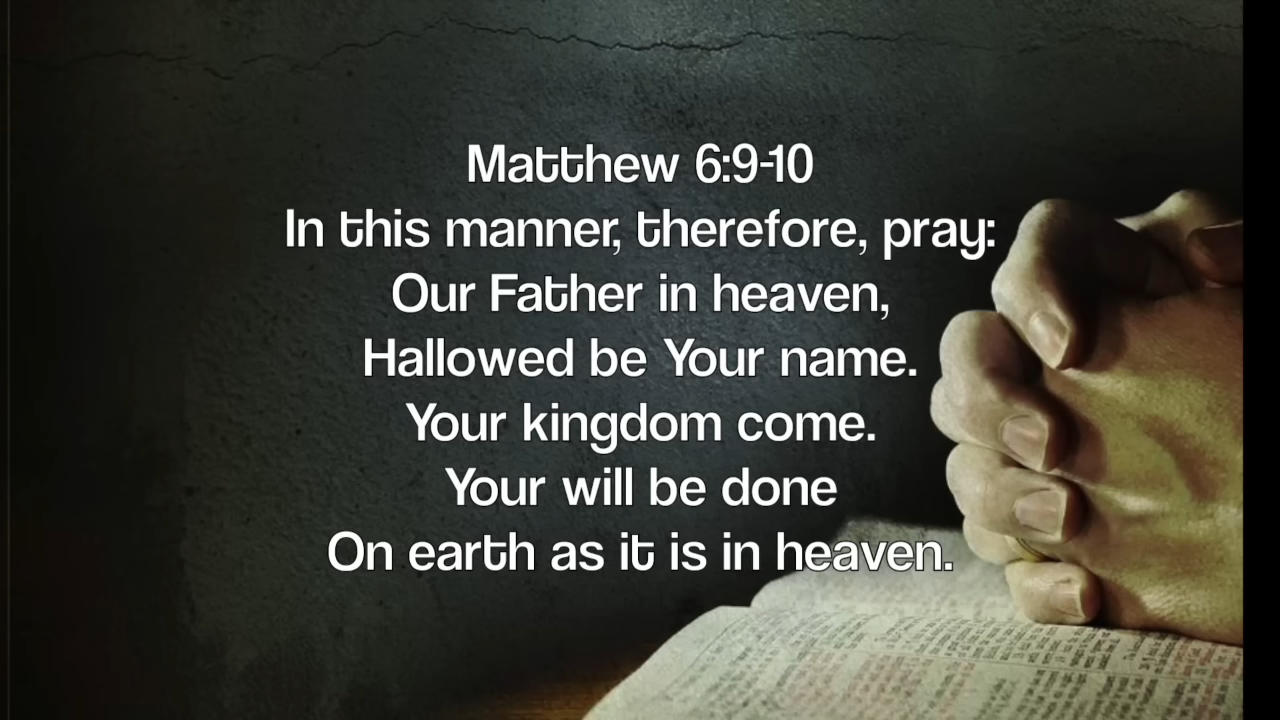 Matthew 6:9-10
In this manner, therefore, pray:
Our Father in heaven,
Hallowed be Your name.
Your kingdom come.
Your will be done
On earth as it is in heaven.